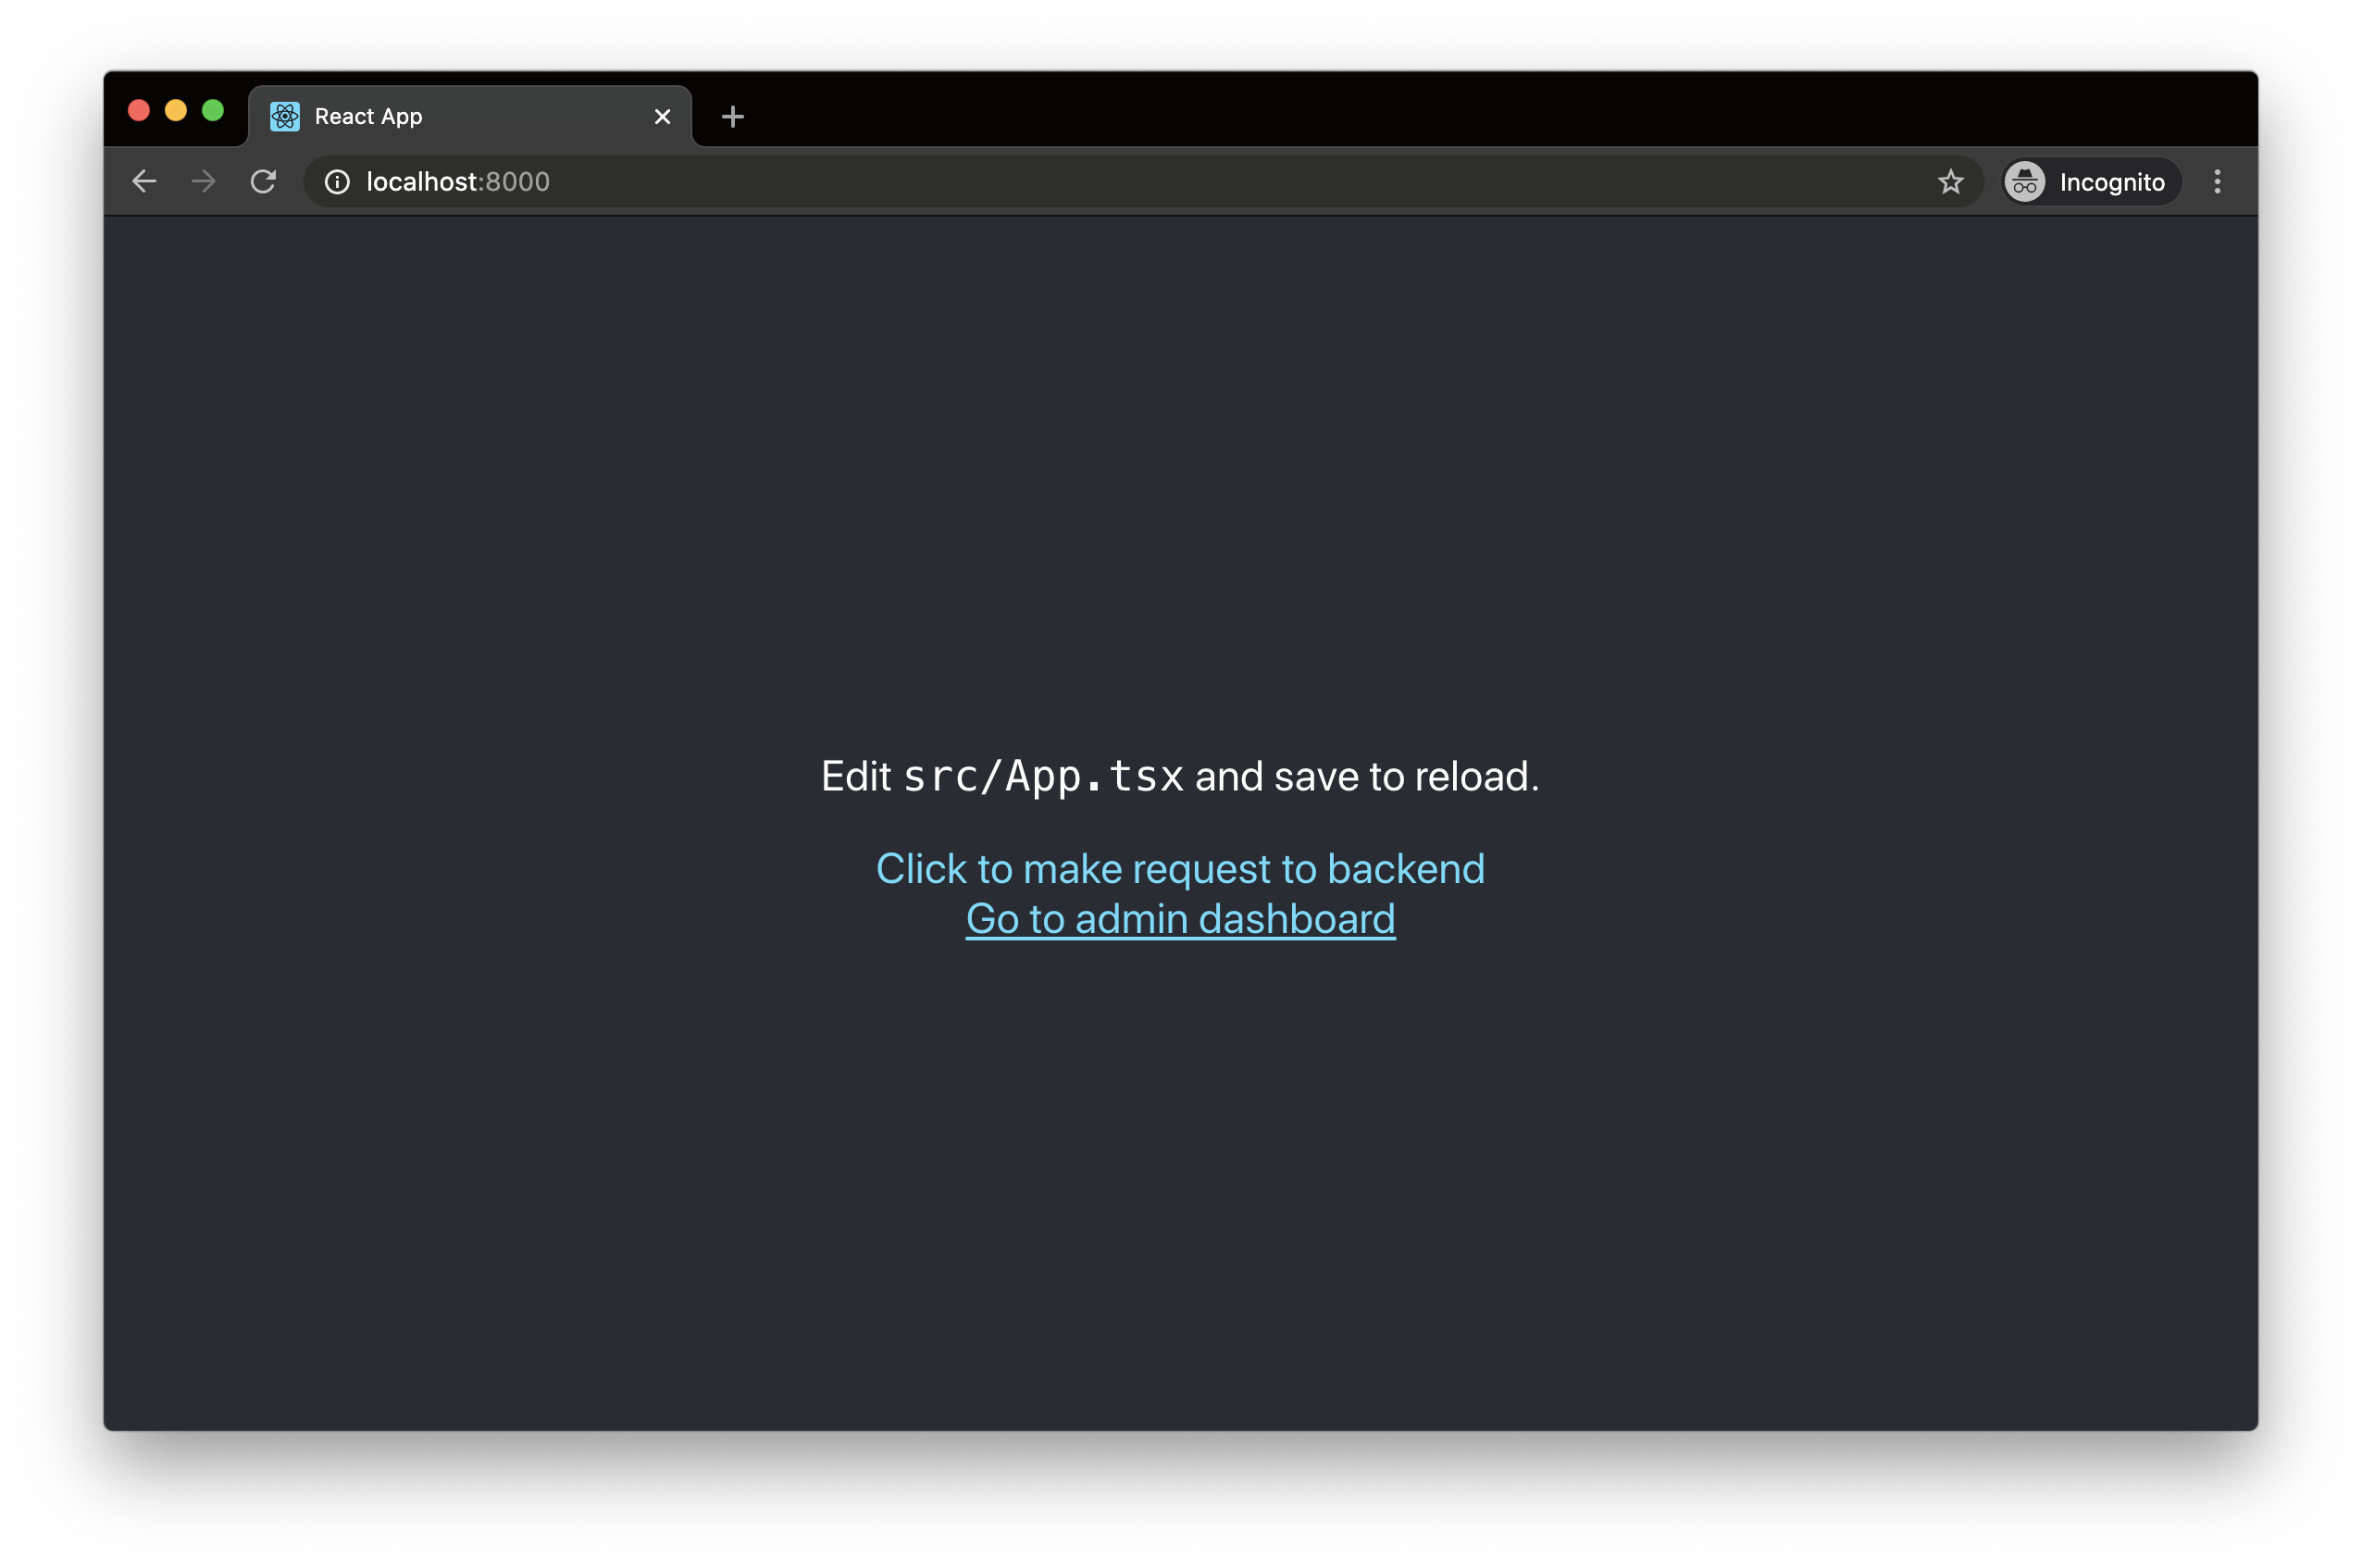 React App
localhost:8000
Incognito
Edit src/App.tsx and save to reload.
Click to make request to backend
Go to admin dashboard